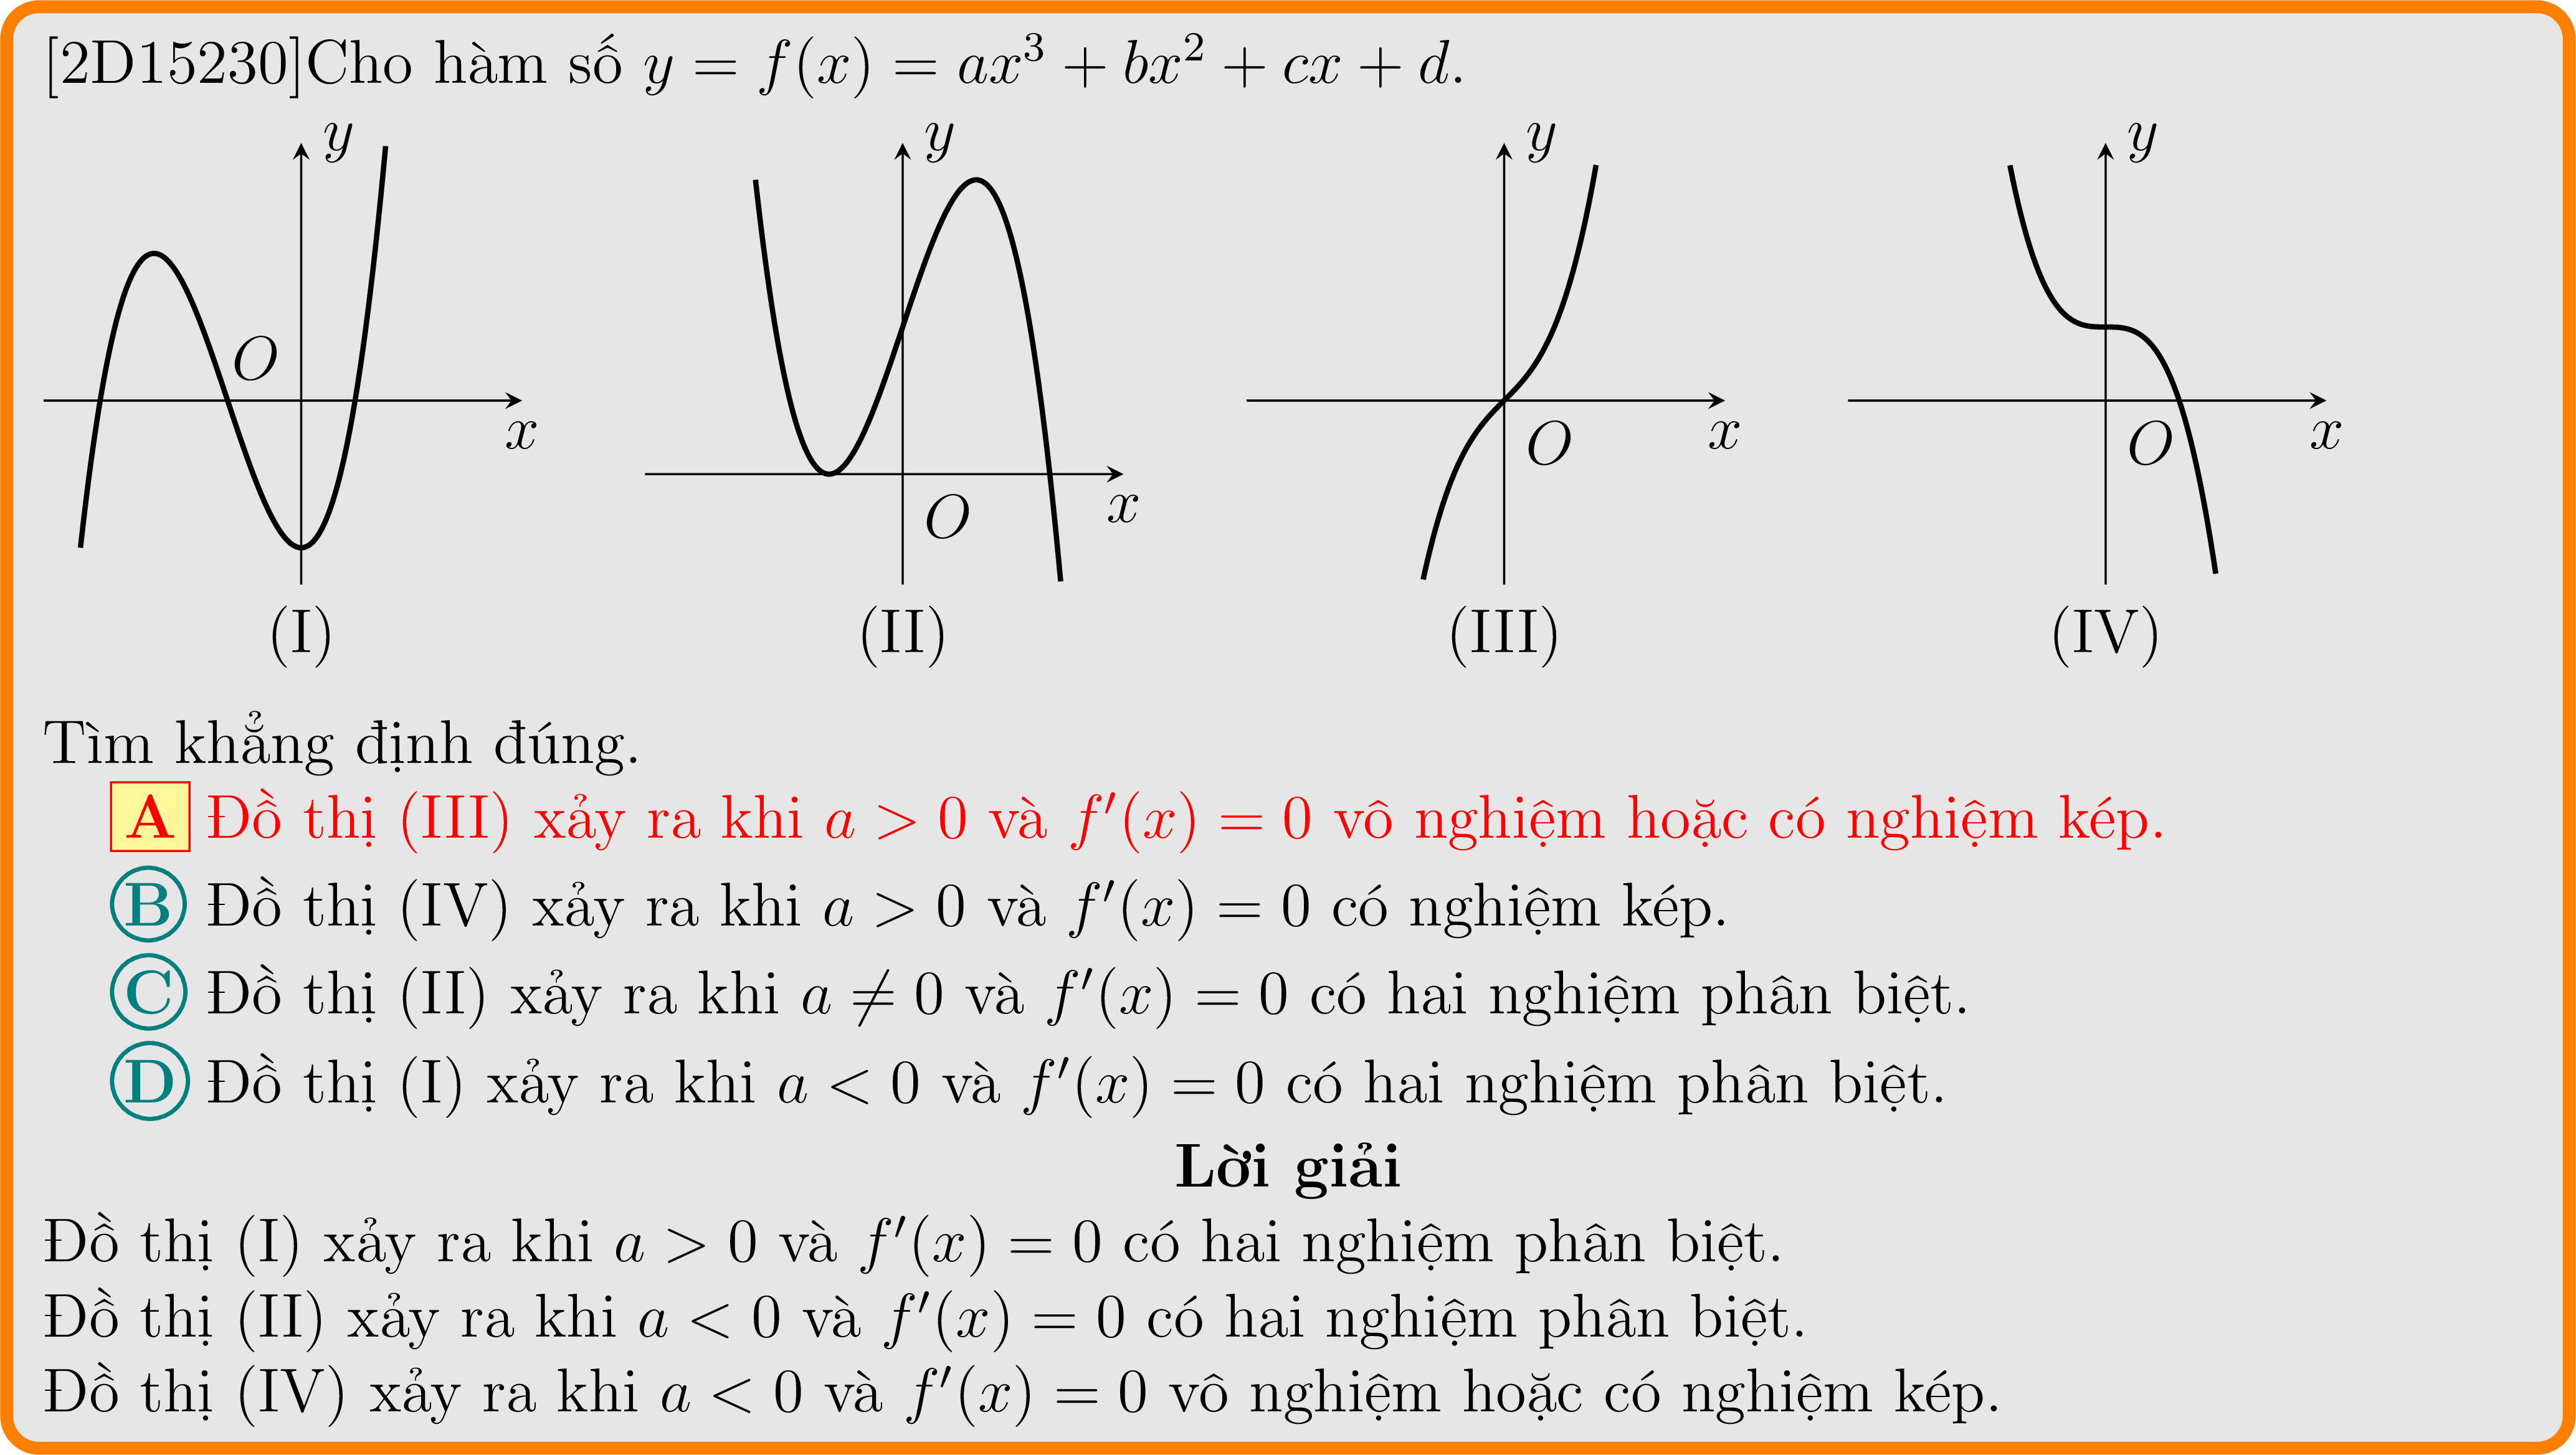 [2D15230]Cho hàm số y = f(x) = ax³ + bx² + cx + d.
y y y y
O
x x x x
O O O
(I) (II) (III) (IV)
Tìm khẳng định đúng.
A Đồ thị (III) xảy ra khi a > 0 và f′(x) = 0 vô nghiệm hoặc có nghiệm kép.
B Đồ thị (IV) xảy ra khi a > 0 và f′(x) = 0 có nghiệm kép.
C Đồ thị (II) xảy ra khi a ≠ 0 và f′(x) = 0 có hai nghiệm phân biệt.
D Đồ thị (I) xảy ra khi a < 0 và f′(x) = 0 có hai nghiệm phân biệt.
Lời giải
Đồ thị (I) xảy ra khi a > 0 và f′(x) = 0 có hai nghiệm phân biệt.
Đồ thị (II) xảy ra khi a < 0 và f′(x) = 0 có hai nghiệm phân biệt.
Đồ thị (IV) xảy ra khi a < 0 và f′(x) = 0 vô nghiệm hoặc có nghiệm kép.